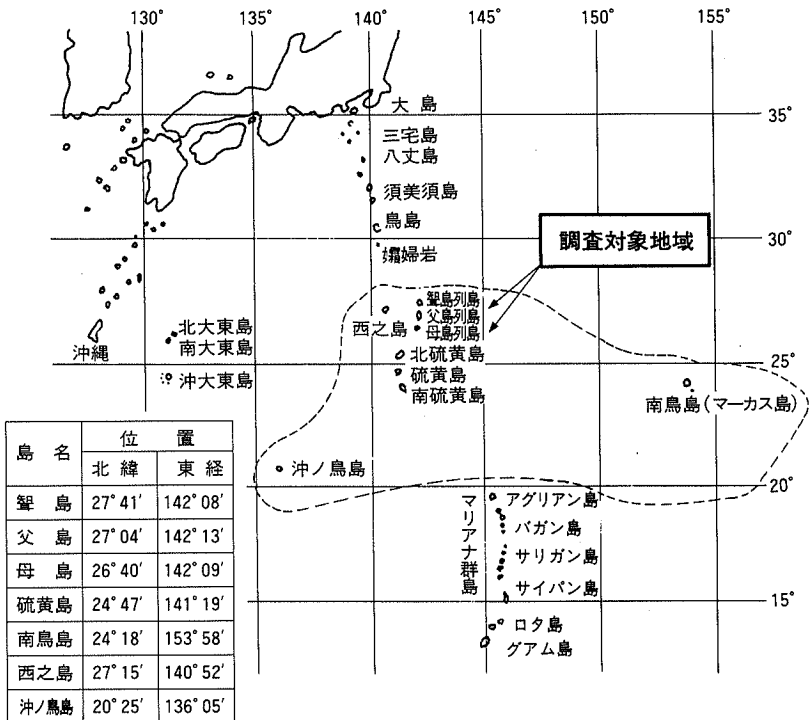 130° 135° 140° 145° 150° 155°
大島
35°
三宅島
八丈島
須美須島
鳥島
30°
孀婦岩
調査対象地域
聟島列島
父島列島
母島列島
西之島
北大東島
南大東島
沖縄
北硫黄島
硫黄島
南硫黄島
25°
沖大東島
南鳥島(マーカス島)
沖ノ鳥島
20°
マリアナ群島
アグリアン島
バガン島
サリガン島
サイパン島
15°
ロタ島
グアム島
島名 位置
北緯 東経
聟島 27°41′ 142°08′
父島 27°04′ 142°13′
母島 26°40′ 142°09′
硫黄島 24°47′ 141°19′
南鳥島 24°18′ 153°58′
西之島 27°15′ 140°52′
沖ノ鳥島 20°25′ 136°05′